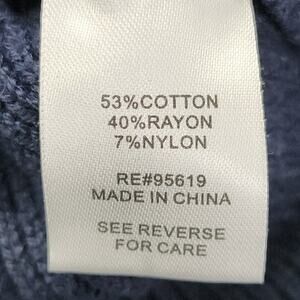 53%COTTON
40%RAYON
7%NYLON
RE#95619
MADE IN CHINA
SEE REVERSE
FOR CARE